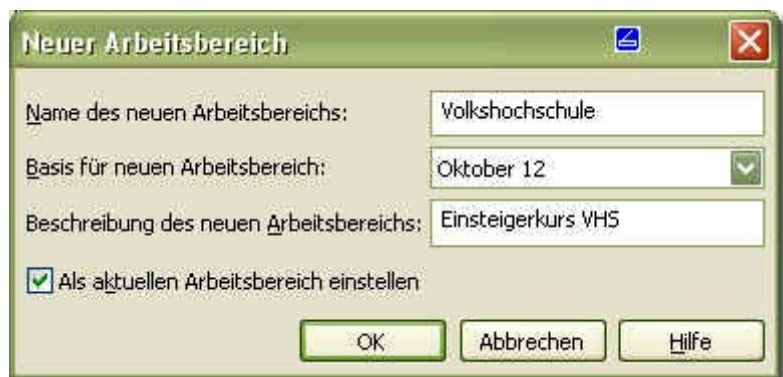 Neuer Arbeitsbereich
Name des neuen Arbeitsbereichs: Volkshochschule
Basis für neuen Arbeitsbereich: Oktober 12
Beschreibung des neuen Arbeitsbereichs: Einsteigerkurs VHS
Als aktuellen Arbeitsbereich einstellen
OK Abbrechen Hilfe